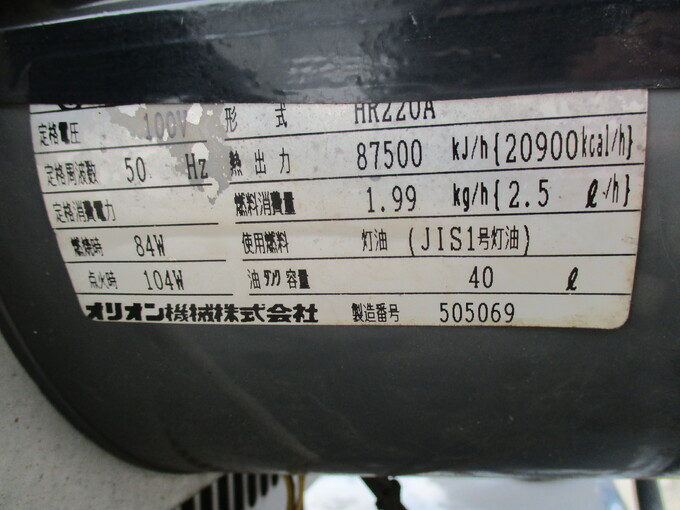 定格電圧 100V 形式 HR220A
定格周波数 50 Hz 熱出力 87500 kJ/h{20900kcal/h}
定格消費電力 燃料消費量 1.99 kg/h{2.5 ℓ/h}
燃焼時 84W 使用燃料 灯油 (JIS1号灯油)
点火時 104W 油タンク容量 40 ℓ
オリオン機械株式会社 製造番号 505069